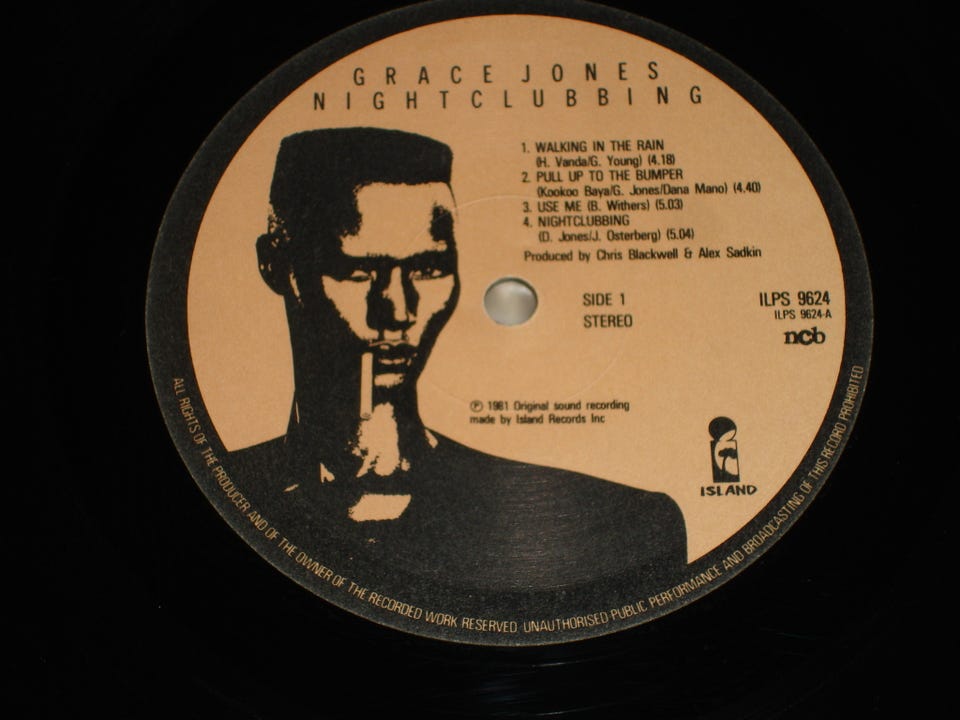 GRACE JONES
NIGHTCLUBBING
1. WALKING IN THE RAIN
(H. Vanda/G. Young) (4.18)
2. PULL UP TO THE BUMPER
(Kookoo Baya/G. Jones/Dana Mano) (4.40)
3. USE ME (B. Withers) (5.03)
4. NIGHTCLUBBING
(D. Jones/J. Osterberg) (5.04)
Produced by Chris Blackwell & Alex Sadkin
SIDE 1
STEREO
ILPS 9624
ILPS 9624-A
ncb
℗ 1981 Original sound recording
made by Island Records Inc
ISLAND
ALL RIGHTS OF THE PRODUCER AND OF THE OWNER OF THE RECORDED WORK RESERVED UNAUTHORISED PUBLIC PERFORMANCE AND BROADCASTING OF THIS RECORD PROHIBITED